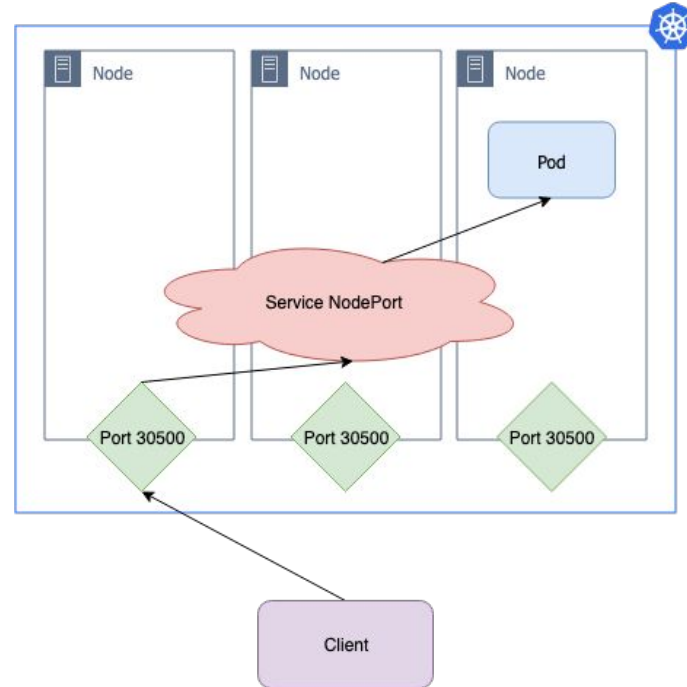 Node
Node
Node
Pod
Service NodePort
Port 30500
Port 30500
Port 30500
Client